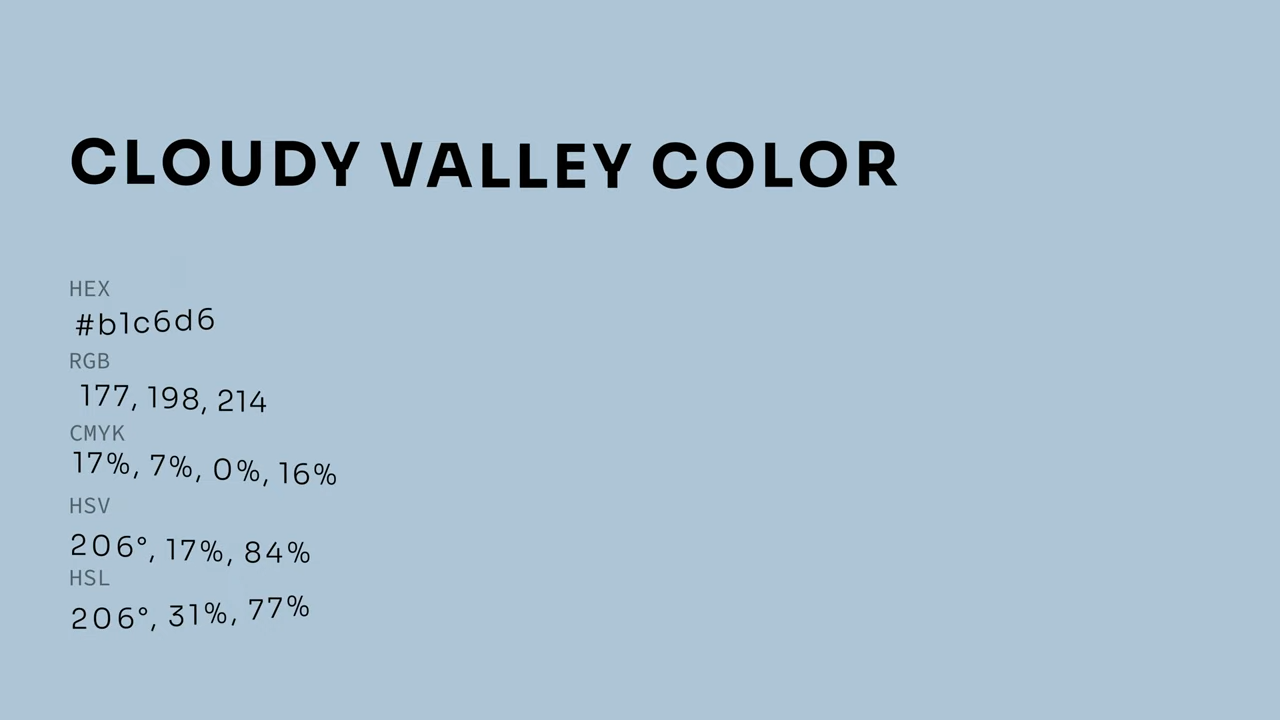 CLOUDY VALLEY COLOR
HEX
#b1c6d6
RGB
177, 198, 214
CMYK
17%, 7%, 0%, 16%
HSV
206°, 17%, 84%
HSL
206°, 31%, 77%